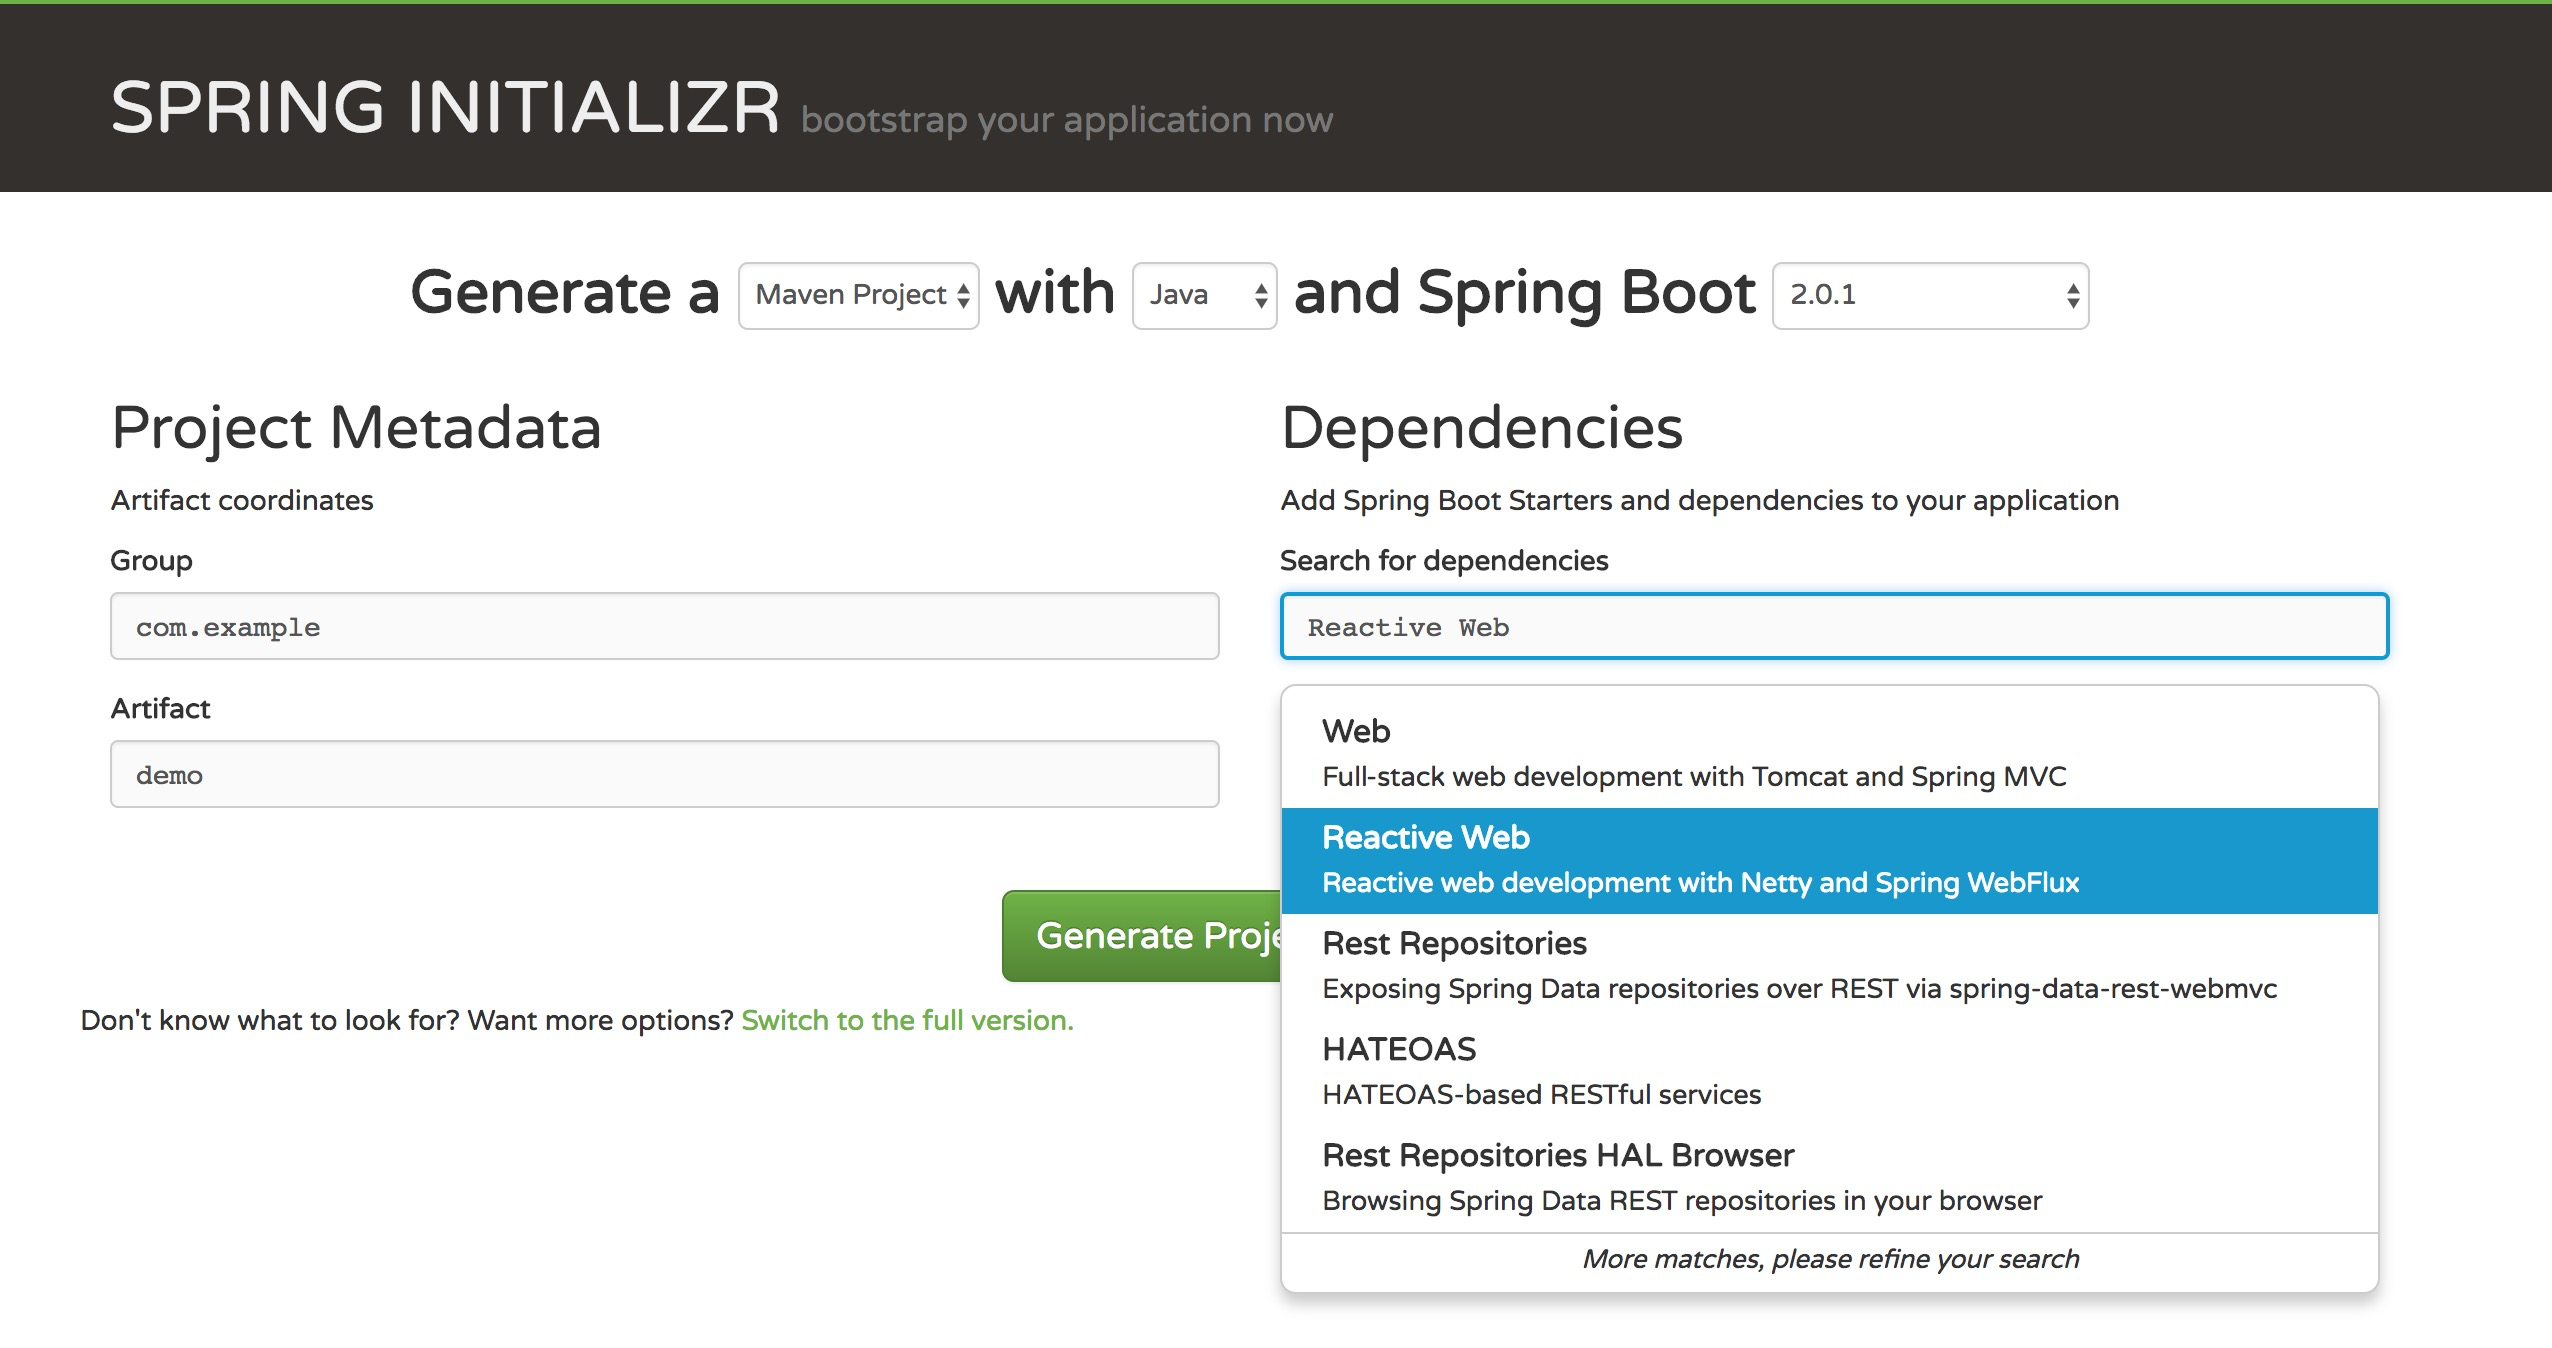 SPRING INITIALIZR bootstrap your application now
Generate a Maven Project with Java and Spring Boot 2.0.1
Project Metadata
Artifact coordinates
Group
com.example
Artifact
demo
Dependencies
Add Spring Boot Starters and dependencies to your application
Search for dependencies
Reactive Web
Web
Full-stack web development with Tomcat and Spring MVC
Reactive Web
Reactive web development with Netty and Spring WebFlux
Rest Repositories
Exposing Spring Data repositories over REST via spring-data-rest-webmvc
HATEOAS
HATEOAS-based RESTful services
Rest Repositories HAL Browser
Browsing Spring Data REST repositories in your browser
More matches, please refine your search
Generate Proje
Don't know what to look for? Want more options? Switch to the full version.